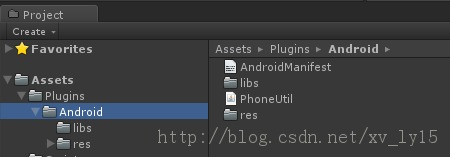 Project
Create
Favorites
Assets
Plugins
Android
libs
res
Assets Plugins Android
AndroidManifest
libs
PhoneUtil
res
http://blog.csdn.net/xv_ly15